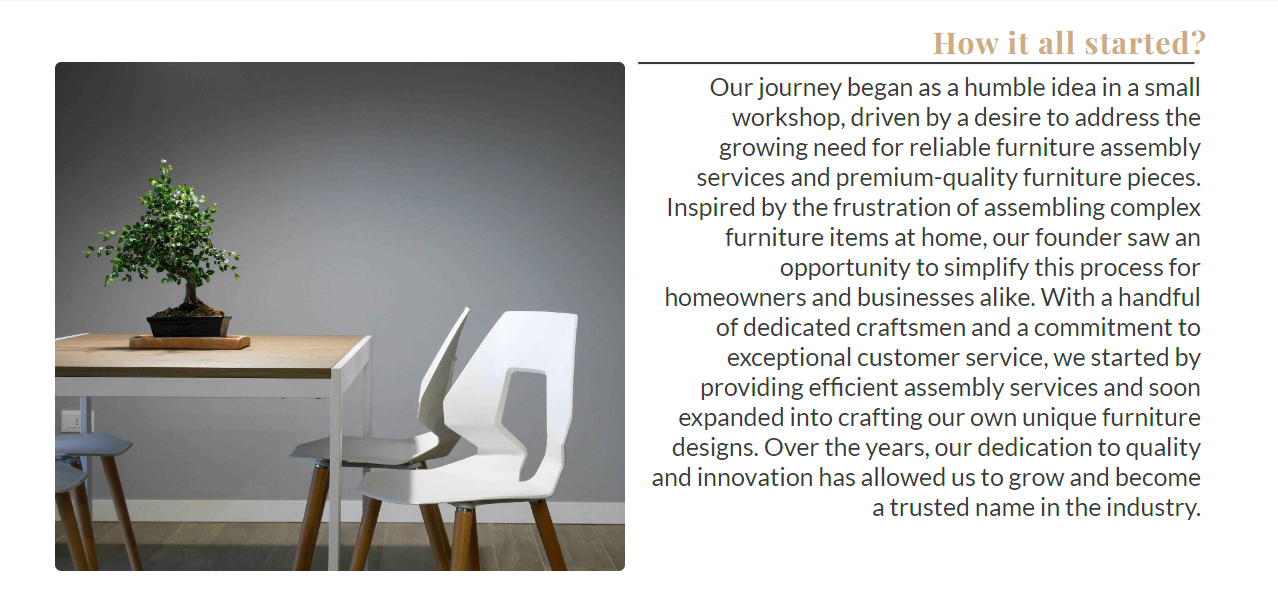 How it all started?
Our journey began as a humble idea in a small
workshop, driven by a desire to address the
growing need for reliable furniture assembly
services and premium-quality furniture pieces.
Inspired by the frustration of assembling complex
furniture items at home, our founder saw an
opportunity to simplify this process for
homeowners and businesses alike. With a handful
of dedicated craftsmen and a commitment to
exceptional customer service, we started by
providing efficient assembly services and soon
expanded into crafting our own unique furniture
designs. Over the years, our dedication to quality
and innovation has allowed us to grow and become
a trusted name in the industry.